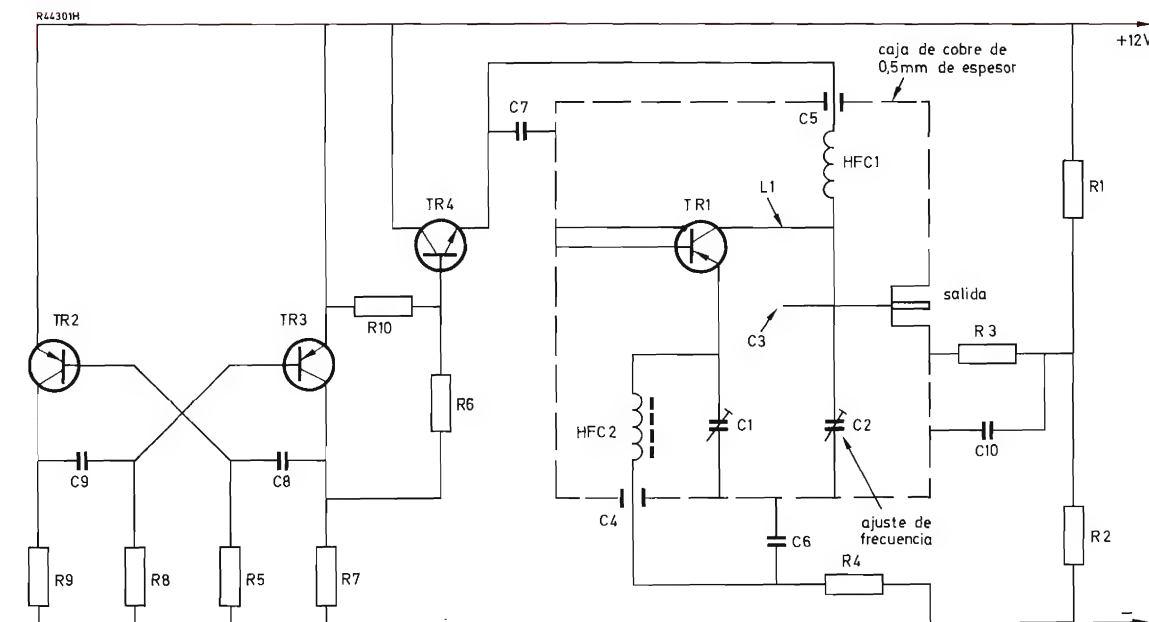 R44301H
+12V
caja de cobre de
0,5mm de espesor
C7
C5
HFC1
R1
L1
TR4
TR1
salida
R10
C3
R3
TR2
TR3
R6
HFC2
C1
C2
C10
C9
C8
C4
ajuste de
frecuencia
C6
R2
R4
R9
R8
R5
R7
−